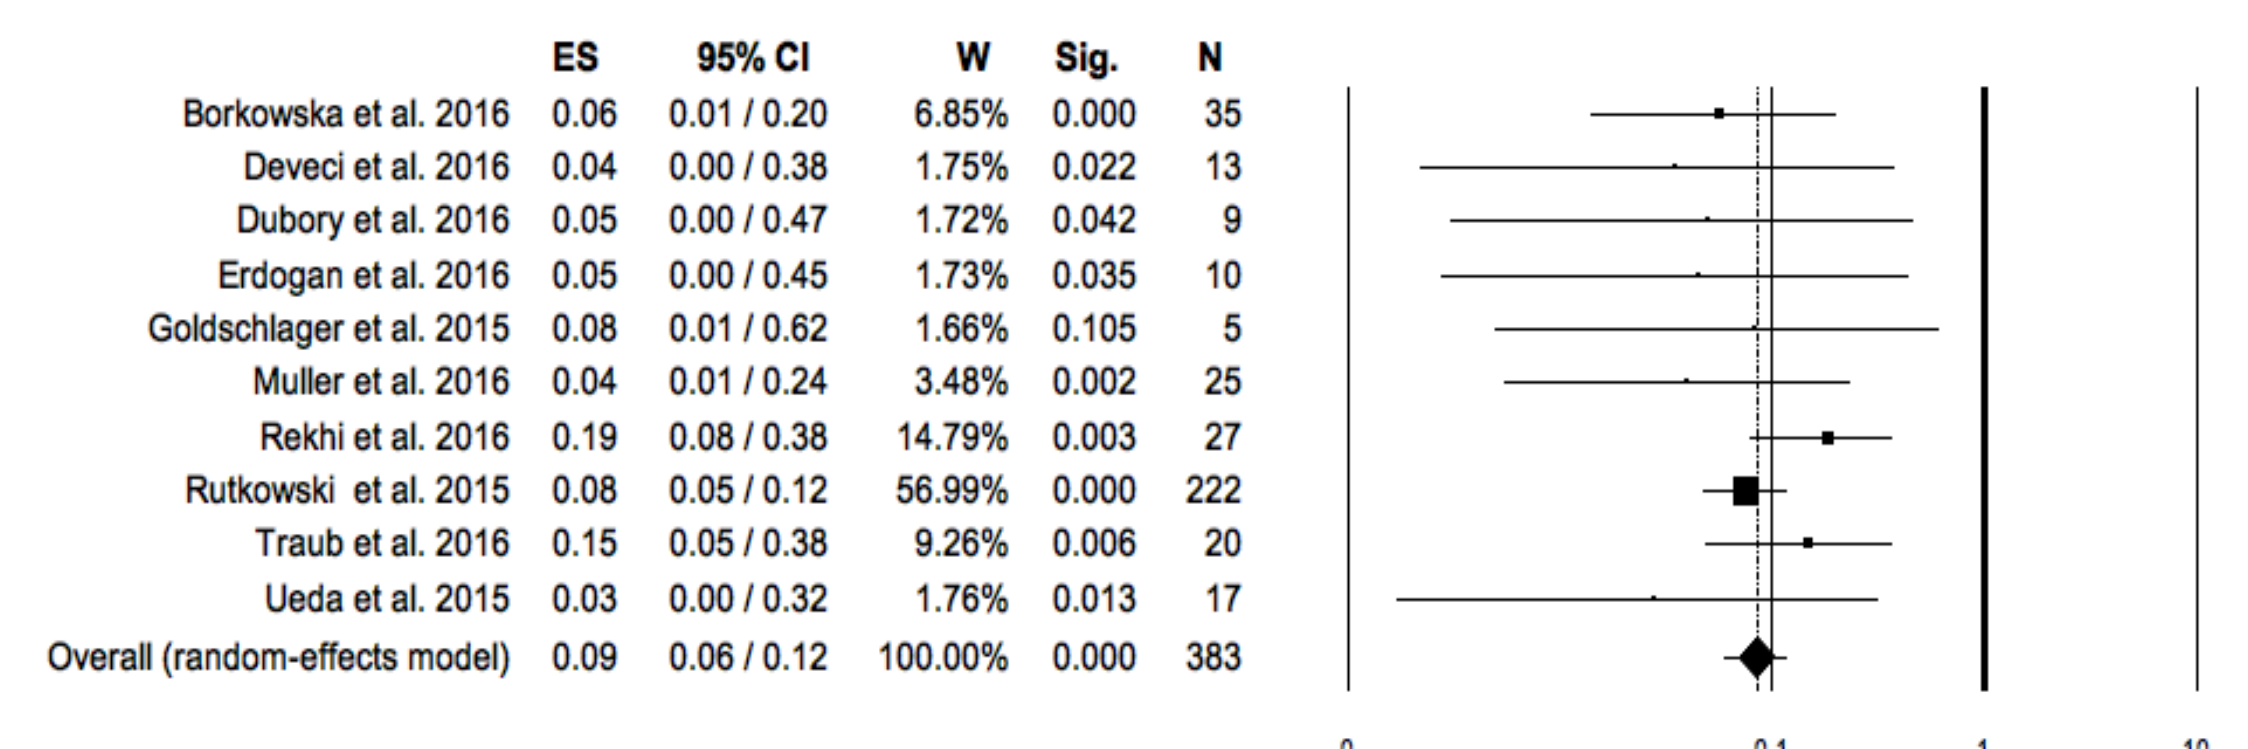 ES 95% CI W Sig. N
Borkowska et al. 2016 0.06 0.01 / 0.20 6.85% 0.000 35
Deveci et al. 2016 0.04 0.00 / 0.38 1.75% 0.022 13
Dubory et al. 2016 0.05 0.00 / 0.47 1.72% 0.042 9
Erdogan et al. 2016 0.05 0.00 / 0.45 1.73% 0.035 10
Goldschlager et al. 2015 0.08 0.01 / 0.62 1.66% 0.105 5
Muller et al. 2016 0.04 0.01 / 0.24 3.48% 0.002 25
Rekhi et al. 2016 0.19 0.08 / 0.38 14.79% 0.003 27
Rutkowski et al. 2015 0.08 0.05 / 0.12 56.99% 0.000 222
Traub et al. 2016 0.15 0.05 / 0.38 9.26% 0.006 20
Ueda et al. 2015 0.03 0.00 / 0.32 1.76% 0.013 17
Overall (random-effects model) 0.09 0.06 / 0.12 100.00% 0.000 383
0 0.1 1 10